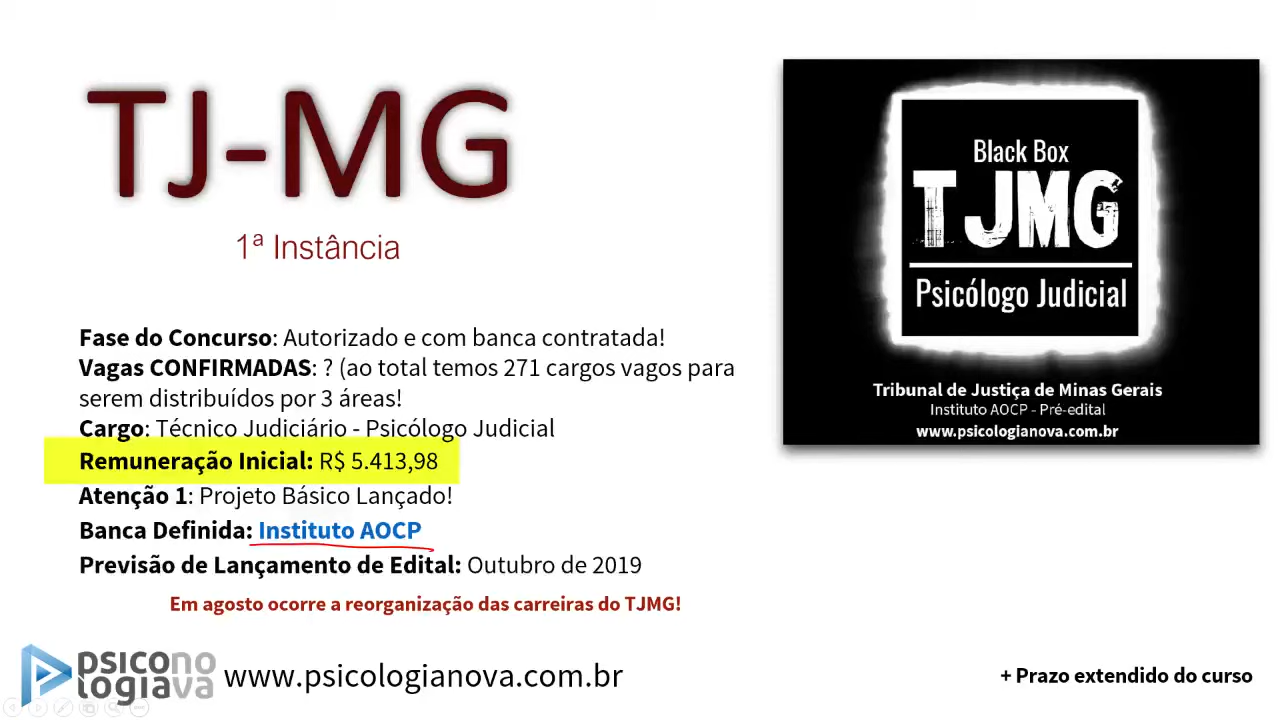 TJ-MG
1ª Instância
Fase do Concurso: Autorizado e com banca contratada!
Vagas CONFIRMADAS: ? (ao total temos 271 cargos vagos para
serem distribuídos por 3 áreas!
Cargo: Técnico Judiciário - Psicólogo Judicial
Remuneração Inicial: R$ 5.413,98
Atenção 1: Projeto Básico Lançado!
Banca Definida: Instituto AOCP
Previsão de Lançamento de Edital: Outubro de 2019
Em agosto ocorre a reorganização das carreiras do TJMG!
Black Box
TJMG
Psicólogo Judicial
Tribunal de Justiça de Minas Gerais
Instituto AOCP - Pré-edital
www.psicologianova.com.br
psicono
logiava
www.psicologianova.com.br
+ Prazo extendido do curso